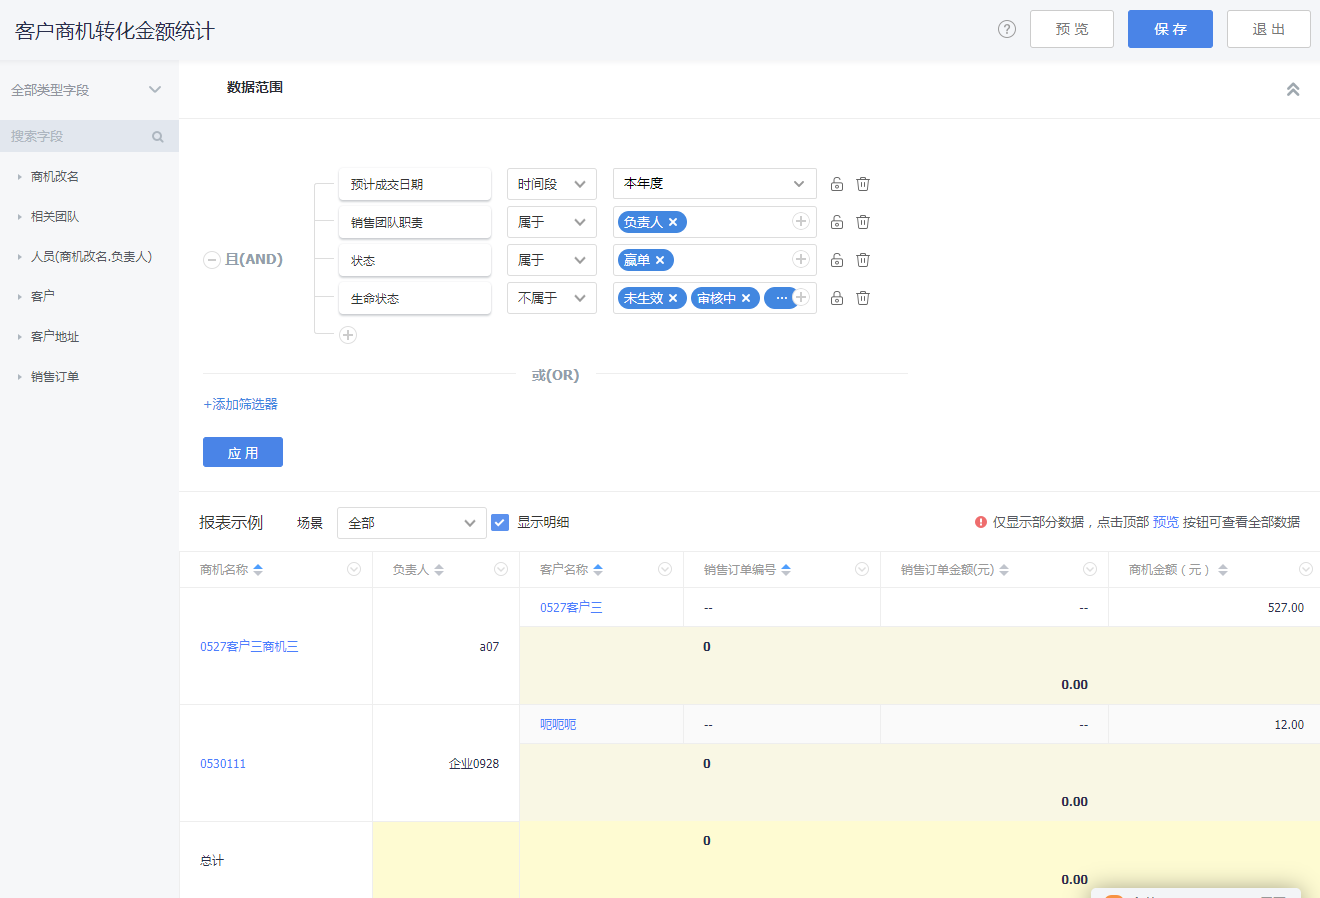 客户商机转化金额统计
?
预 览
保 存
退 出
全部类型字段
搜索字段
商机改名
相关团队
人员(商机改名.负责人)
客户
客户地址
销售订单
数据范围
预计成交日期 时间段 本年度
销售团队职责 属于 负责人 ×
且(AND)
状态 属于 赢单 ×
生命状态 不属于 未生效 × 审核中 × ...
或(OR)
+添加筛选器
应 用
报表示例 场景 全部 显示明细
仅显示部分数据，点击顶部 预览 按钮可查看全部数据
商机名称 负责人 客户名称 销售订单编号 销售订单金额(元) 商机金额（元）
0527客户三商机三 a07 0527客户三 -- -- 527.00
0
0.00
0530111 企业0928 呃呃呃 -- -- 12.00
0
0.00
总计 0
0.00